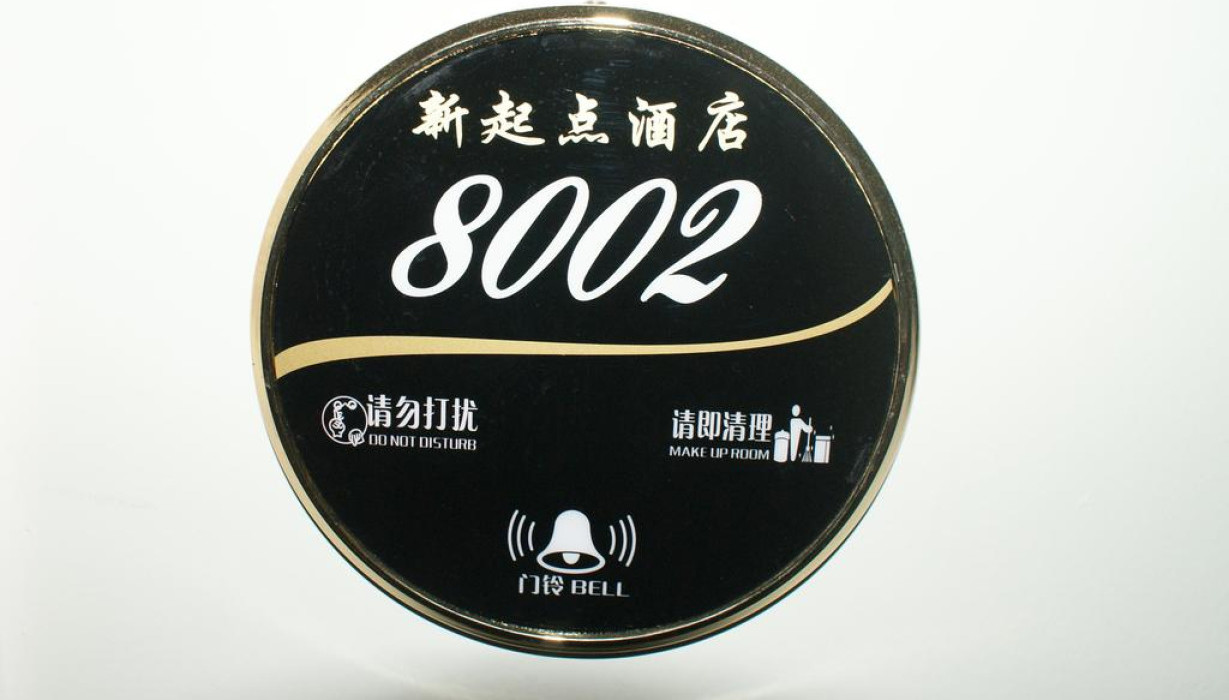 新起点酒店
8002
请勿打扰
DO NOT DISTURB
请即清理
MAKE UP ROOM
门铃 BELL